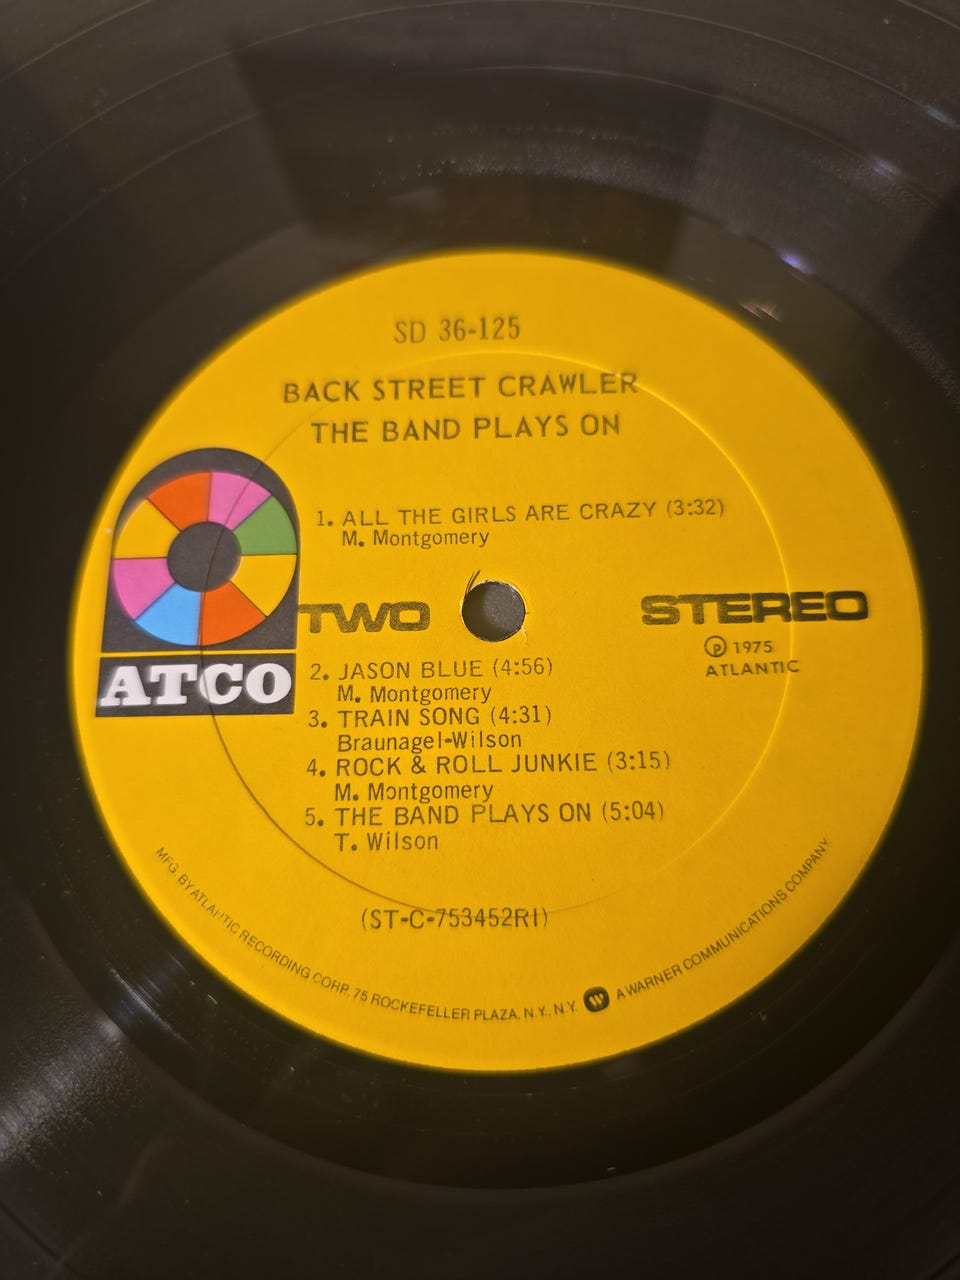 SD 36-125
BACK STREET CRAWLER
THE BAND PLAYS ON
1. ALL THE GIRLS ARE CRAZY (3:32)
M. Montgomery
TWO
STEREO
Ⓟ 1975
ATLANTIC
ATCO
2. JASON BLUE (4:56)
M. Montgomery
3. TRAIN SONG (4:31)
Braunagel-Wilson
4. ROCK & ROLL JUNKIE (3:15)
M. Montgomery
5. THE BAND PLAYS ON (5:04)
T. Wilson
(ST-C-753452RI)
MFG. BY ATLANTIC RECORDING CORP. 75 ROCKEFELLER PLAZA, N.Y., N.Y. W A WARNER COMMUNICATIONS COMPANY